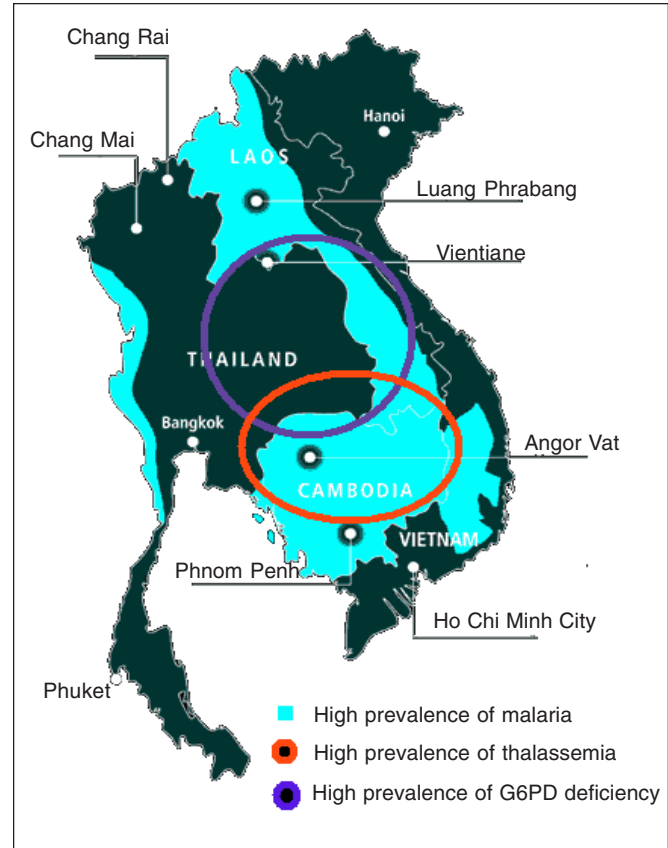 Chang Rai
Hanoi
Chang Mai
LAOS
Luang Phrabang
Vientiane
THAILAND
Bangkok
Angor Vat
CAMBODIA
VIETNAM
Phnom Penh
Ho Chi Minh City
Phuket
High prevalence of malaria
High prevalence of thalassemia
High prevalence of G6PD deficiency